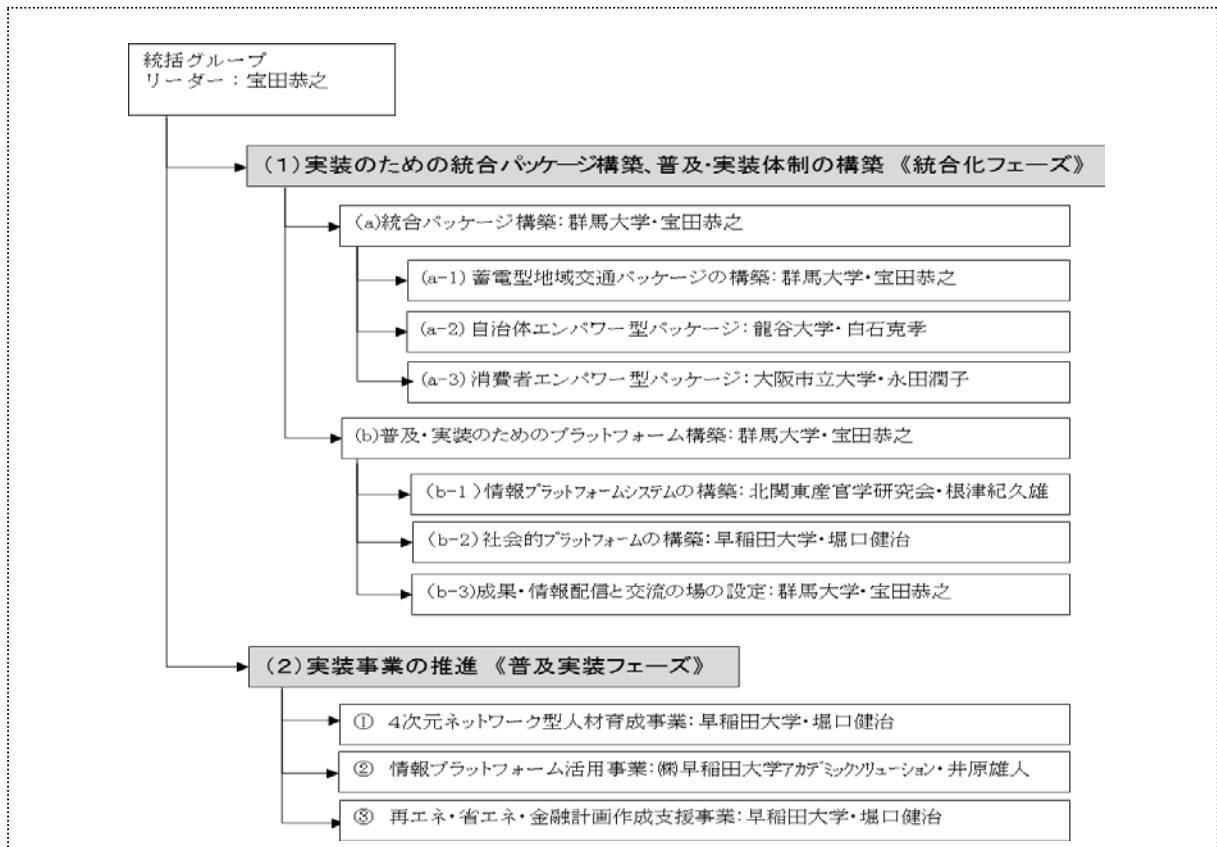 統括グループ
リーダー：宝田恭之
(1)実装のための統合パッケージ構築、普及・実装体制の構築 《統合化フェーズ》
(a)統合パッケージ構築：群馬大学・宝田恭之
(a-1) 蓄電型地域交通パッケージの構築：群馬大学・宝田恭之
(a-2) 自治体エンパワー型パッケージ：龍谷大学・白石克孝
(a-3) 消費者エンパワー型パッケージ：大阪市立大学・永田潤子
(b)普及・実装のためのプラットフォーム構築：群馬大学・宝田恭之
(b-1)情報プラットフォームシステムの構築：北関東産官学研究会・根津紀久雄
(b-2)社会的プラットフォームの構築：早稲田大学・堀口健治
(b-3)成果・情報配信と交流の場の設定：群馬大学・宝田恭之
(2)実装事業の推進 《普及実装フェーズ》
① 4次元ネットワーク型人材育成事業：早稲田大学・堀口健治
② 情報プラットフォーム活用事業：㈱早稲田大学アカデミックソリューション・井原雄人
③ 再エネ・省エネ・金融計画作成支援事業：早稲田大学・堀口健治